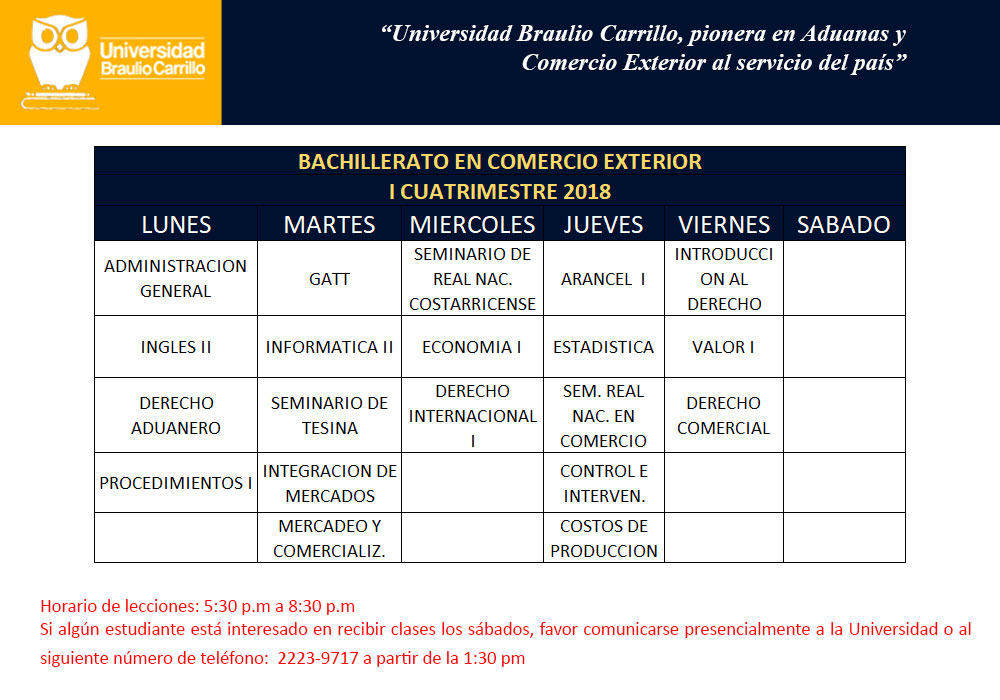 Universidad
Braulio Carrillo
“Universidad Braulio Carrillo, pionera en Aduanas y
Comercio Exterior al servicio del país”
BACHILLERATO EN COMERCIO EXTERIOR
I CUATRIMESTRE 2018
LUNES MARTES MIERCOLES JUEVES VIERNES SABADO
ADMINISTRACION
GENERAL
GATT
SEMINARIO DE
REAL NAC.
COSTARRICENSE
ARANCEL I
INTRODUCCI
ON AL
DERECHO
INGLES II
INFORMATICA II
ECONOMIA I
ESTADISTICA
VALOR I
DERECHO
ADUANERO
SEMINARIO DE
TESINA
DERECHO
INTERNACIONAL
I
SEM. REAL
NAC. EN
COMERCIO
DERECHO
COMERCIAL
PROCEDIMIENTOS I
INTEGRACION DE
MERCADOS
CONTROL E
INTERVEN.
MERCADEO Y
COMERCIALIZ.
COSTOS DE
PRODUCCION
Horario de lecciones: 5:30 p.m a 8:30 p.m
Si algún estudiante está interesado en recibir clases los sábados, favor comunicarse presencialmente a la Universidad o al
siguiente número de teléfono: 2223-9717 a partir de la 1:30 pm